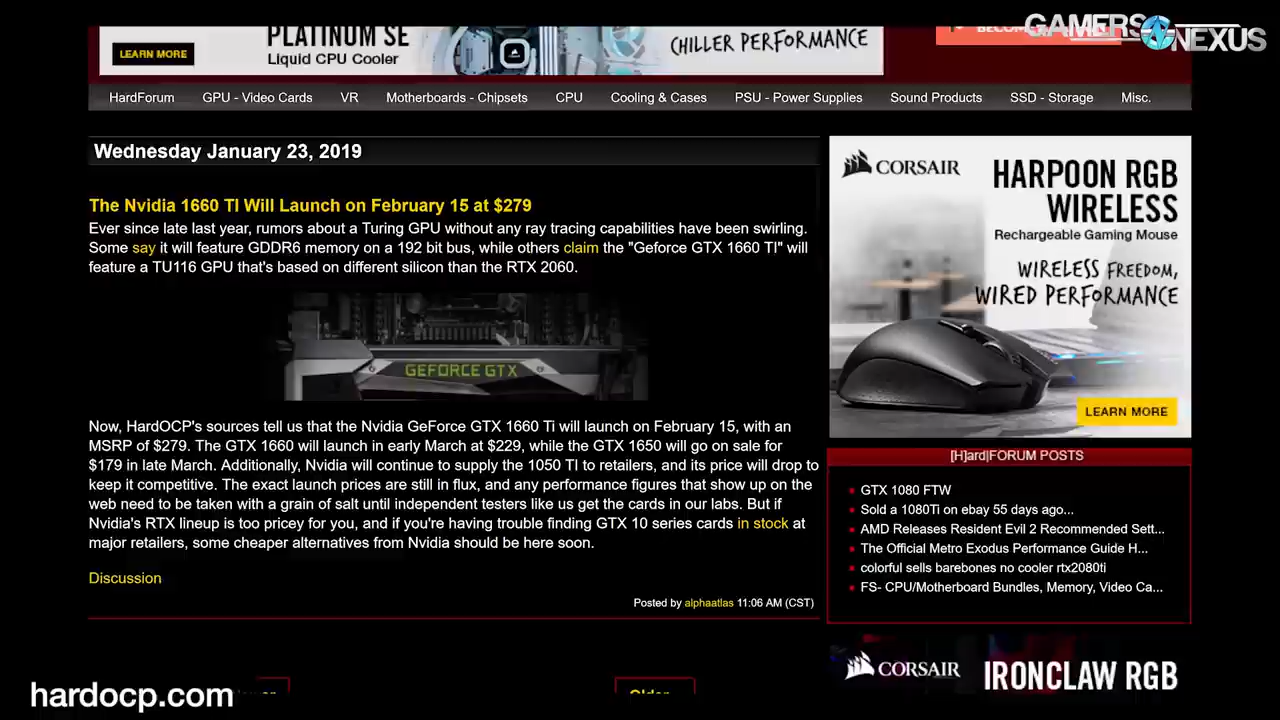 PLATINUM SE
Liquid CPU Cooler
LEARN MORE
CHILLER PERFORMANCE
GAMERS NEXUS
HardForum GPU - Video Cards VR Motherboards - Chipsets CPU Cooling & Cases PSU - Power Supplies Sound Products SSD - Storage Misc.
Wednesday January 23, 2019
The Nvidia 1660 TI Will Launch on February 15 at $279
Ever since late last year, rumors about a Turing GPU without any ray tracing capabilities have been swirling.
Some say it will feature GDDR6 memory on a 192 bit bus, while others claim the "Geforce GTX 1660 TI" will
feature a TU116 GPU that's based on different silicon than the RTX 2060.
GEFORCE GTX
Now, HardOCP's sources tell us that the Nvidia GeForce GTX 1660 Ti will launch on February 15, with an
MSRP of $279. The GTX 1660 will launch in early March at $229, while the GTX 1650 will go on sale for
$179 in late March. Additionally, Nvidia will continue to supply the 1050 TI to retailers, and its price will drop to
keep it competitive. The exact launch prices are still in flux, and any performance figures that show up on the
web need to be taken with a grain of salt until independent testers like us get the cards in our labs. But if
Nvidia's RTX lineup is too pricey for you, and if you're having trouble finding GTX 10 series cards in stock at
major retailers, some cheaper alternatives from Nvidia should be here soon.
Discussion
Posted by alphaatlas 11:06 AM (CST)
CORSAIR
HARPOON RGB
WIRELESS
Rechargeable Gaming Mouse
WIRELESS FREEDOM,
WIRED PERFORMANCE
LEARN MORE
[H]ard|FORUM POSTS
GTX 1080 FTW
Sold a 1080Ti on ebay 55 days ago...
AMD Releases Resident Evil 2 Recommended Sett...
The Official Metro Exodus Performance Guide H...
colorful sells barebones no cooler rtx2080ti
FS- CPU/Motherboard Bundles, Memory, Video Ca...
CORSAIR
IRONCLAW RGB
Older
hardocp.com